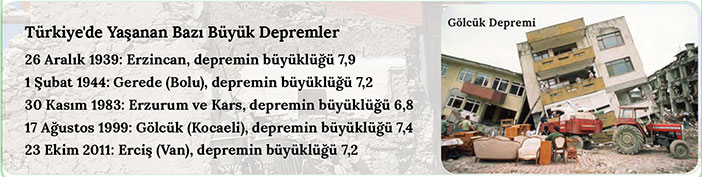 Türkiye'de Yaşanan Bazı Büyük Depremler
26 Aralık 1939: Erzincan, depremin büyüklüğü 7,9
1 Şubat 1944: Gerede (Bolu), depremin büyüklüğü 7,2
30 Kasım 1983: Erzurum ve Kars, depremin büyüklüğü 6,8
17 Ağustos 1999: Gölcük (Kocaeli), depremin büyüklüğü 7,4
23 Ekim 2011: Erciş (Van), depremin büyüklüğü 7,2
Gölcük Depremi